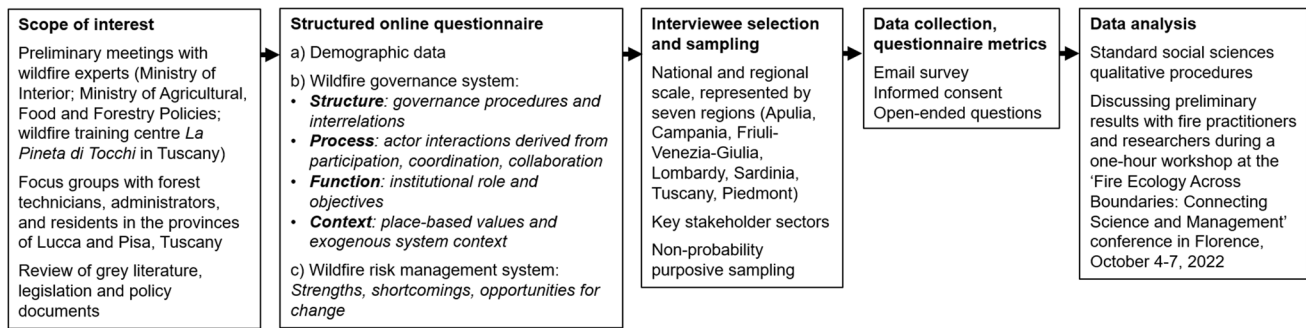 Scope of interest
Preliminary meetings with
wildfire experts (Ministry of
Interior; Ministry of Agricultural,
Food and Forestry Policies;
wildfire training centre La
Pineta di Tocchi in Tuscany)
Focus groups with forest
technicians, administrators,
and residents in the provinces
of Lucca and Pisa, Tuscany
Review of grey literature,
legislation and policy
documents
Structured online questionnaire
a) Demographic data
b) Wildfire governance system:
• Structure: governance procedures and
interrelations
• Process: actor interactions derived from
participation, coordination, collaboration
• Function: institutional role and
objectives
• Context: place-based values and
exogenous system context
c) Wildfire risk management system:
Strengths, shortcomings, opportunities for
change
Interviewee selection
and sampling
National and regional
scale, represented by
seven regions (Apulia,
Campania, Friuli-
Venezia-Giulia,
Lombardy, Sardinia,
Tuscany, Piedmont)
Key stakeholder sectors
Non-probability
purposive sampling
Data collection,
questionnaire metrics
Email survey
Informed consent
Open-ended questions
Data analysis
Standard social sciences
qualitative procedures
Discussing preliminary
results with fire practitioners
and researchers during a
one-hour workshop at the
‘Fire Ecology Across
Boundaries: Connecting
Science and Management’
conference in Florence,
October 4-7, 2022